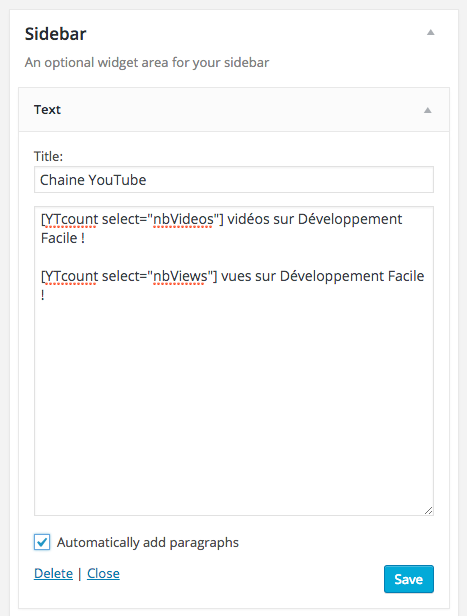 Sidebar
An optional widget area for your sidebar
Text
Title:
Chaine YouTube
[YTcount select="nbVideos"] vidéos sur Développement
Facile !
[YTcount select="nbViews"] vues sur Développement Facile
!
Automatically add paragraphs
Delete | Close
Save